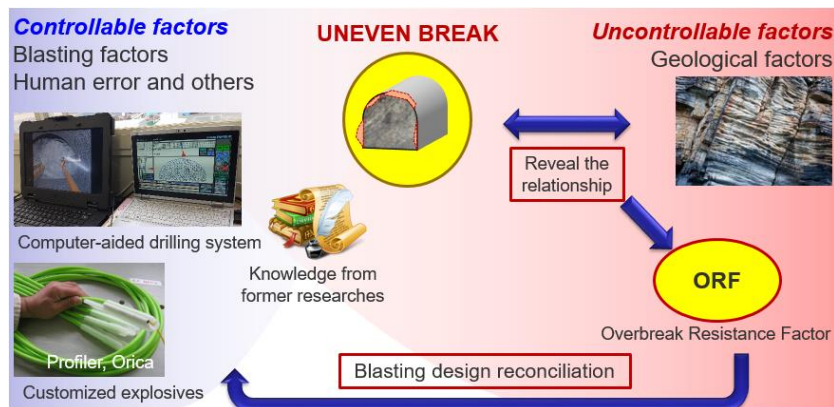 Controllable factors
Blasting factors
Human error and others
UNEVEN BREAK
Uncontrollable factors
Geological factors
Reveal the
relationship
Computer-aided drilling system
Knowledge from
former researches
ORF
Overbreak Resistance Factor
Profiler, Orica
Customized explosives
Blasting design reconciliation